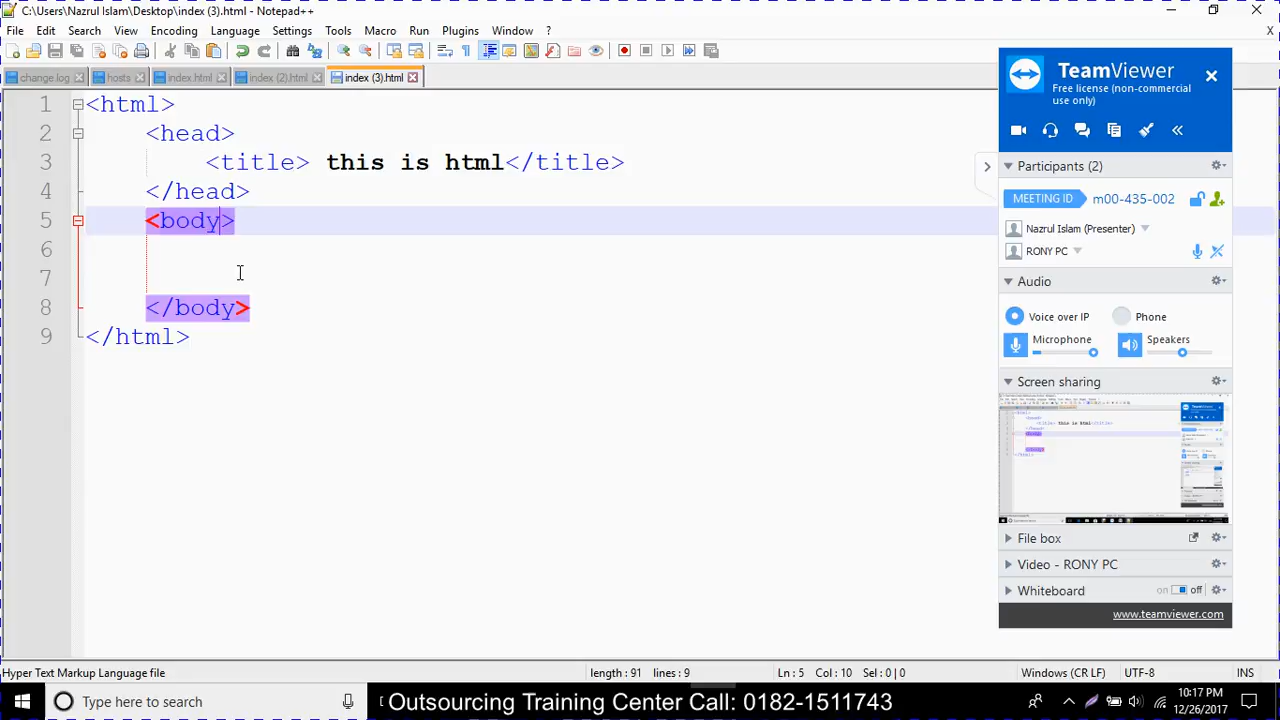 C:\Users\Nazrul Islam\Desktop\index (3).html - Notepad++
File Edit Search View Encoding Language Settings Tools Macro Run Plugins Window ? X
change.log hosts index.html index (2).html index (3).html
1 <html>
2 <head>
3 <title> this is html</title>
4 </head>
5 <body>
6
7
8 </body>
9 </html>
TeamViewer
Free license (non-commercial
use only)
Participants (2)
MEETING ID m00-435-002
Nazrul Islam (Presenter)
RONY PC
Audio
Voice over IP Phone
Microphone Speakers
Screen sharing
File box
Video - RONY PC
Whiteboard on off
www.teamviewer.com
Hyper Text Markup Language file length : 91 lines : 9 Ln : 5 Col : 10 Sel : 0 | 0 Windows (CR LF) UTF-8 INS
Type here to search
Outsourcing Training Center Call: 0182-1511743
10:17 PM
12/26/2017